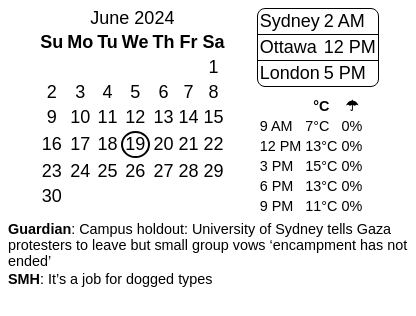 June 2024
Su Mo Tu We Th Fr Sa
1
2 3 4 5 6 7 8
9 10 11 12 13 14 15
16 17 18 19 20 21 22
23 24 25 26 27 28 29
30
Sydney 2 AM
Ottawa 12 PM
London 5 PM
°C ☂
9 AM 7°C 0%
12 PM 13°C 0%
3 PM 15°C 0%
6 PM 13°C 0%
9 PM 11°C 0%
Guardian: Campus holdout: University of Sydney tells Gaza
protesters to leave but small group vows ‘encampment has not
ended’
SMH: It’s a job for dogged types